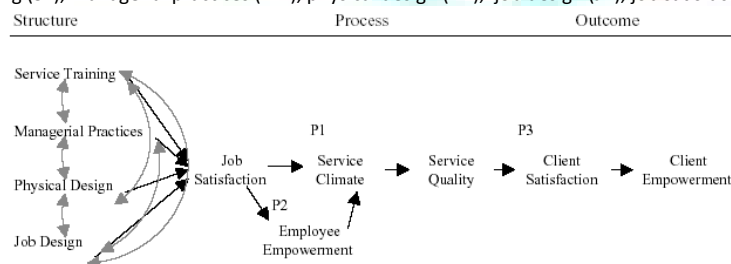 Structure Process Outcome
Service Training
Managerial Practices
Physical Design
Job Design
Job
Satisfaction
P1
Service
Climate
P2
Employee
Empowerment
Service
Quality
P3
Client
Satisfaction
Client
Empowerment